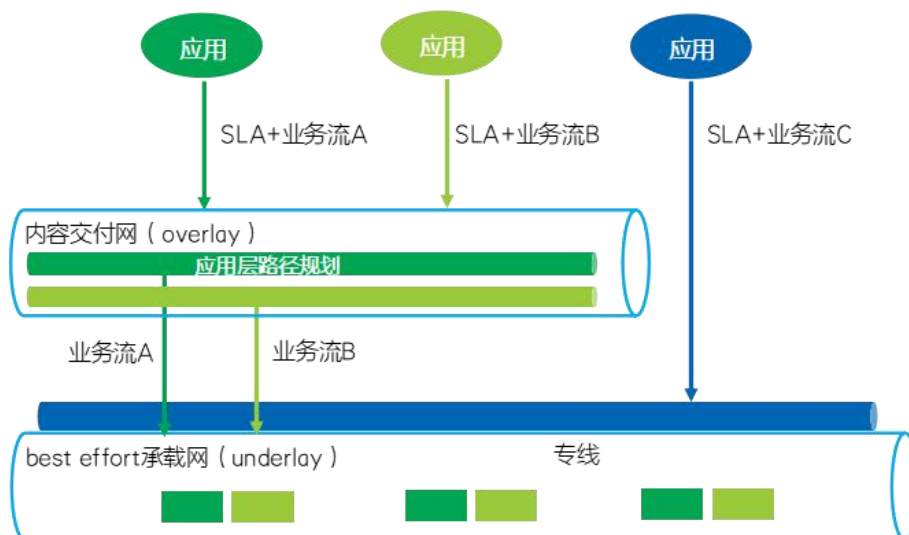 应用
应用
应用
SLA+业务流A
SLA+业务流B
SLA+业务流C
内容交付网（overlay）
应用层路径规划
业务流A
业务流B
best effort承载网（underlay）
专线